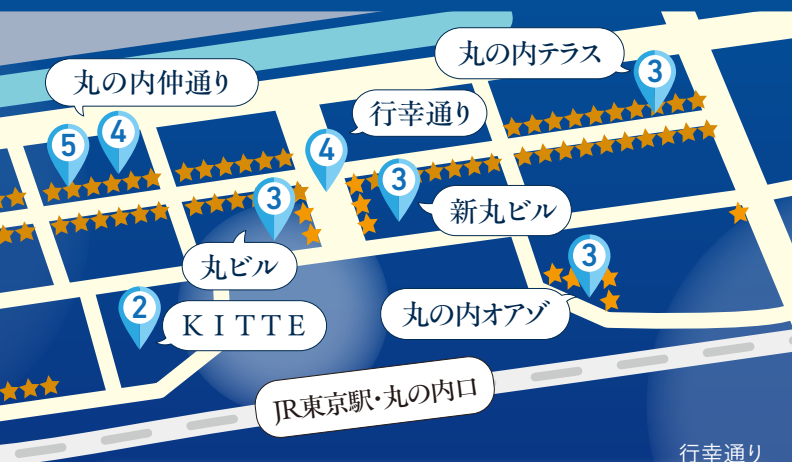 丸の内テラス
3
丸の内仲通り
行幸通り
5
4
4
3
3
新丸ビル
丸ビル
3
2
KITTE
丸の内オアゾ
JR東京駅・丸の内口
行幸通り